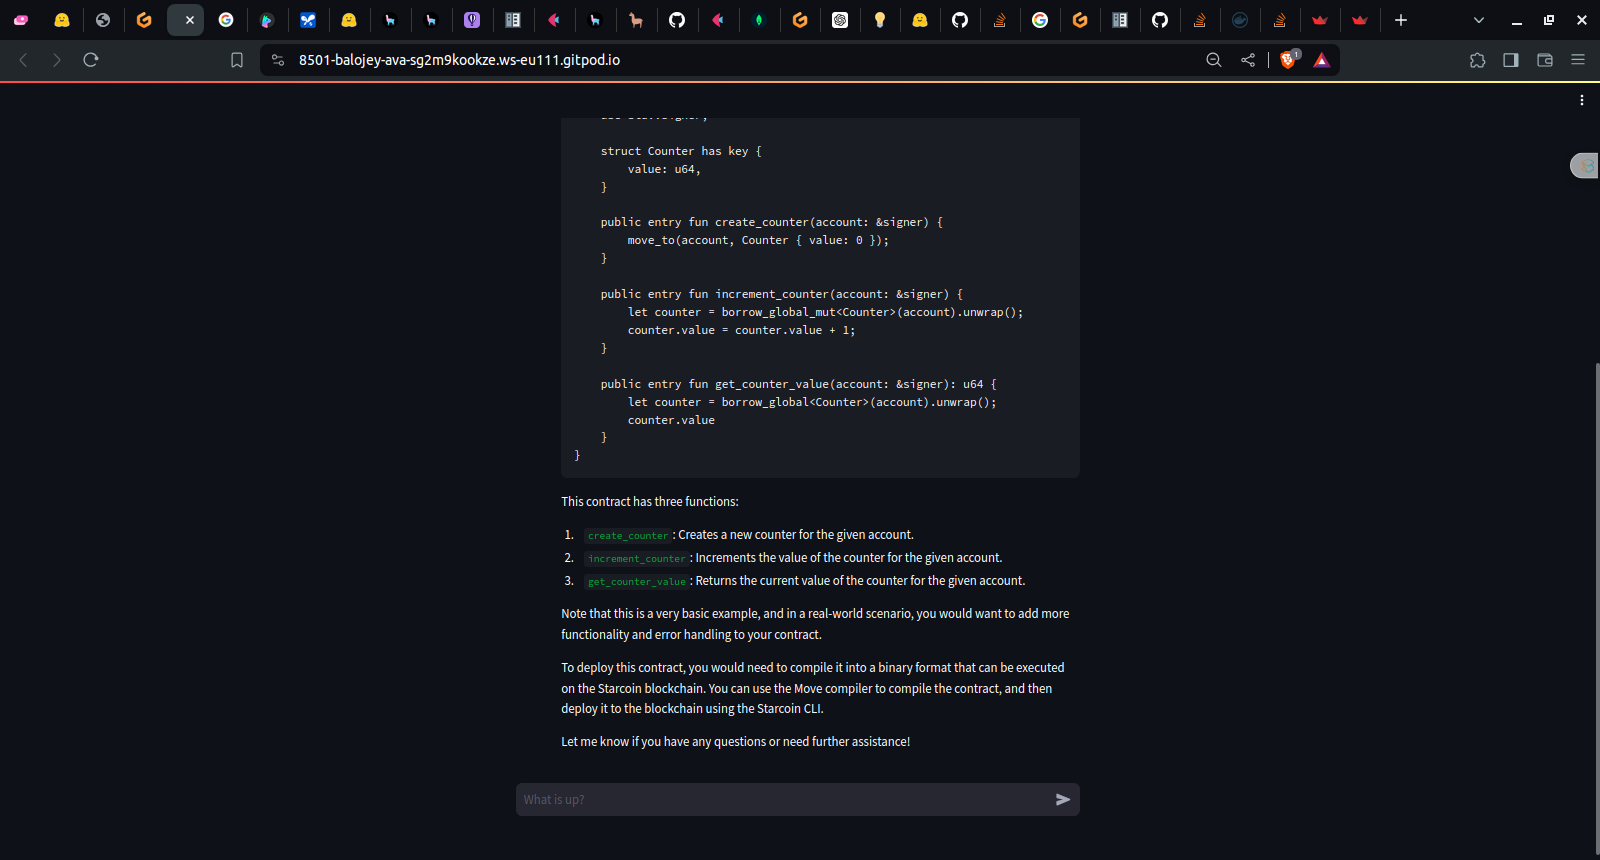 8501-balojey-ava-sg2m9kookze.ws-eu111.gitpod.io
1
struct Counter has key {
value: u64,
}
public entry fun create_counter(account: &signer) {
move_to(account, Counter { value: 0 });
}
public entry fun increment_counter(account: &signer) {
let counter = borrow_global_mut<Counter>(account).unwrap();
counter.value = counter.value + 1;
}
public entry fun get_counter_value(account: &signer): u64 {
let counter = borrow_global<Counter>(account).unwrap();
counter.value
}
}
This contract has three functions:
1. create_counter : Creates a new counter for the given account.
2. increment_counter : Increments the value of the counter for the given account.
3. get_counter_value : Returns the current value of the counter for the given account.
Note that this is a very basic example, and in a real-world scenario, you would want to add more
functionality and error handling to your contract.
To deploy this contract, you would need to compile it into a binary format that can be executed
on the Starcoin blockchain. You can use the Move compiler to compile the contract, and then
deploy it to the blockchain using the Starcoin CLI.
Let me know if you have any questions or need further assistance!
What is up?